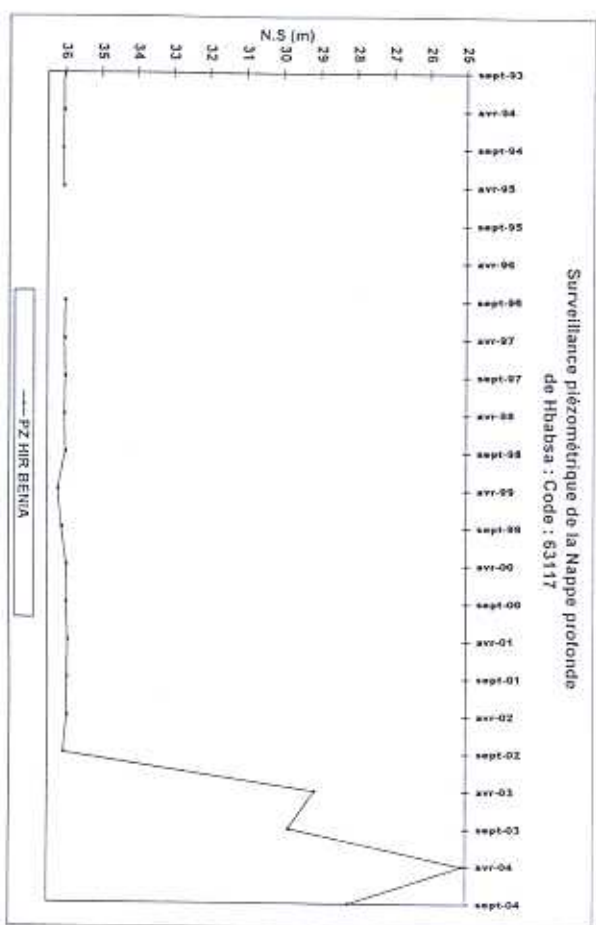 Surveillance piézométrique de la Nappe profonde
de Hbabsa : Code : 63117
sept-93 avr-94 sept-94 avr-95 sept-95 avr-96 sept-96 avr-97 sept-97 avr-98 sept-98 avr-99 sept-99 avr-00 sept-00 avr-01 sept-01 avr-02 sept-02 avr-03 sept-03 avr-04 sept-04
25
26
27
28
29
30
31
32
33
34
35
36
N.S (m)
PZ HIR BENIA